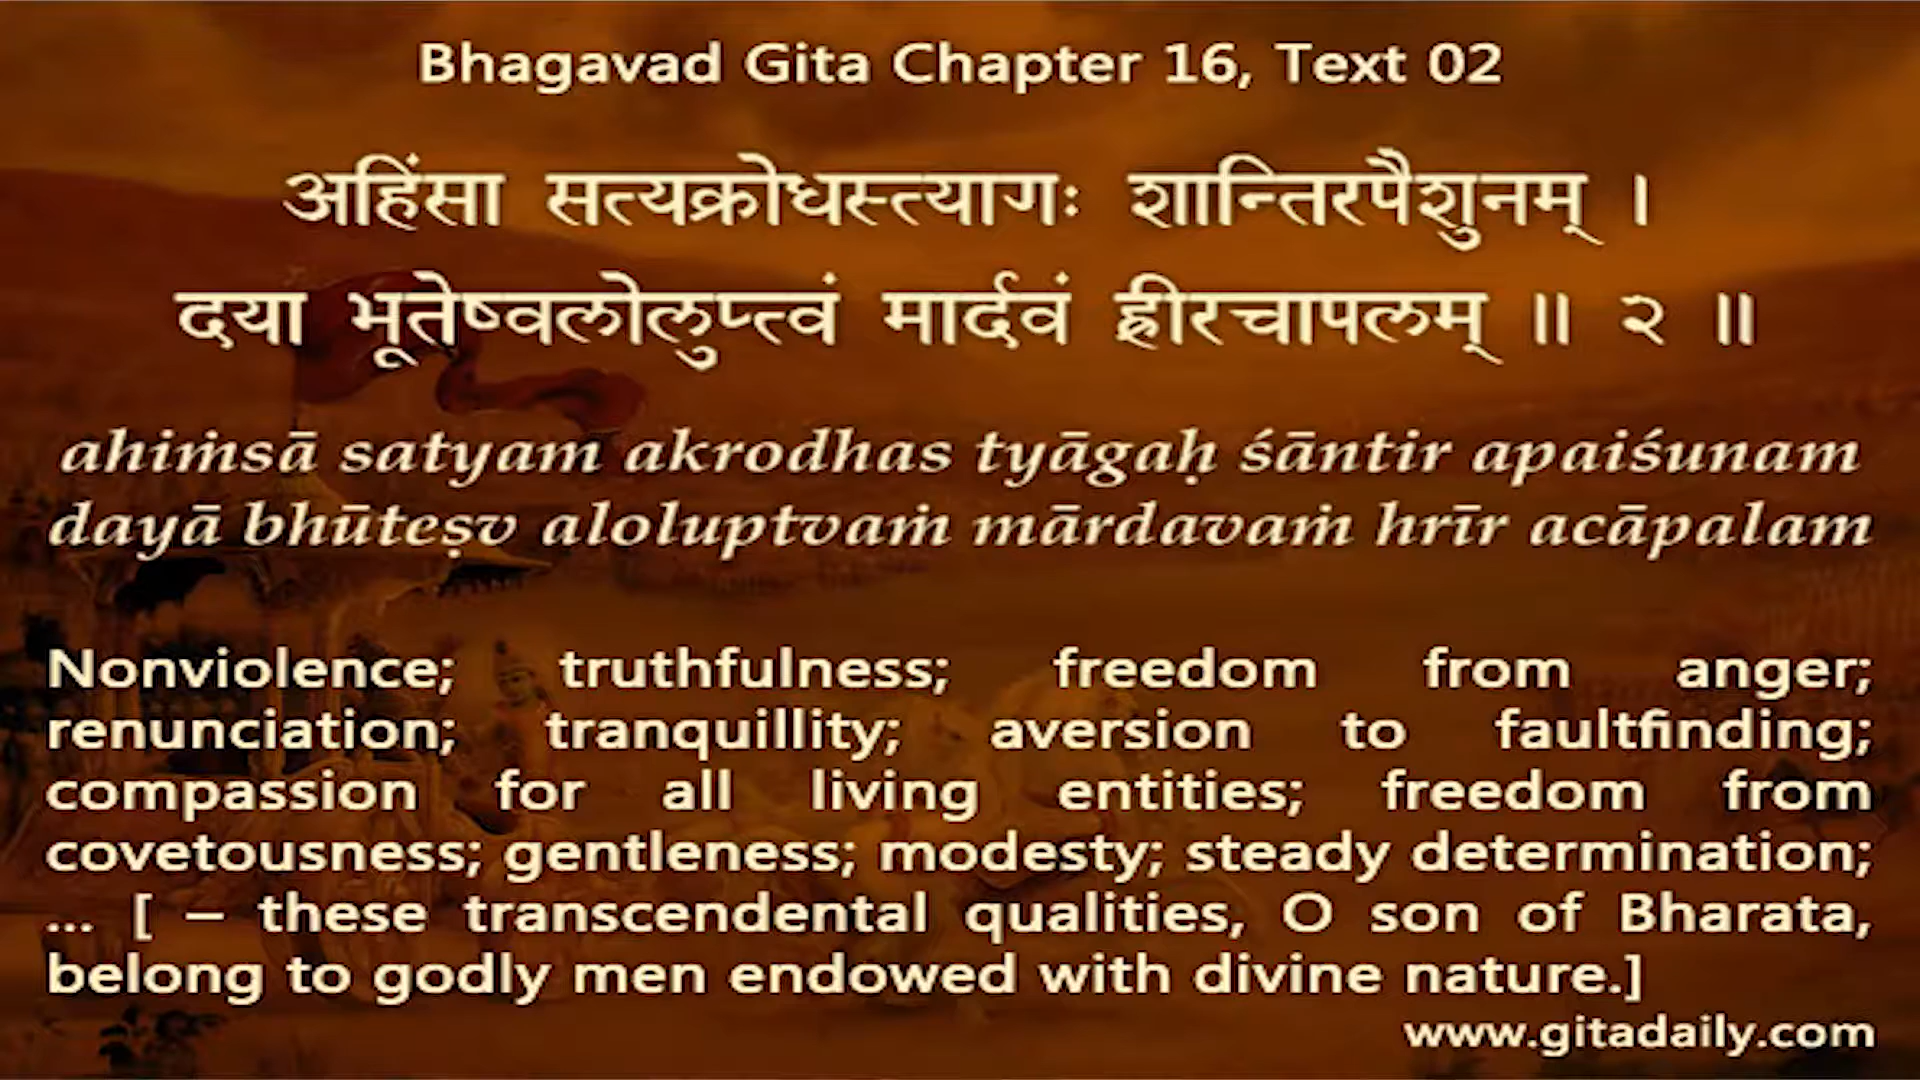 Bhagavad Gita Chapter 16, Text 02
अहिंसा सत्यक्रोधस्त्यागः शान्तिरपैशुनम् ।
दया भूतेष्वलोलुप्त्वं मार्दवं ह्रीरचापलम् ॥ २ ॥
ahiṁsā satyam akrodhas tyāgaḥ śāntir apaiśunam
dayā bhūteṣv aloluptvaṁ mārdavaṁ hrīr acāpalam
Nonviolence; truthfulness; freedom from anger;
renunciation; tranquillity; aversion to faultfinding;
compassion for all living entities; freedom from
covetousness; gentleness; modesty; steady determination;
... [ – these transcendental qualities, O son of Bharata,
belong to godly men endowed with divine nature.]
www.gitadaily.com